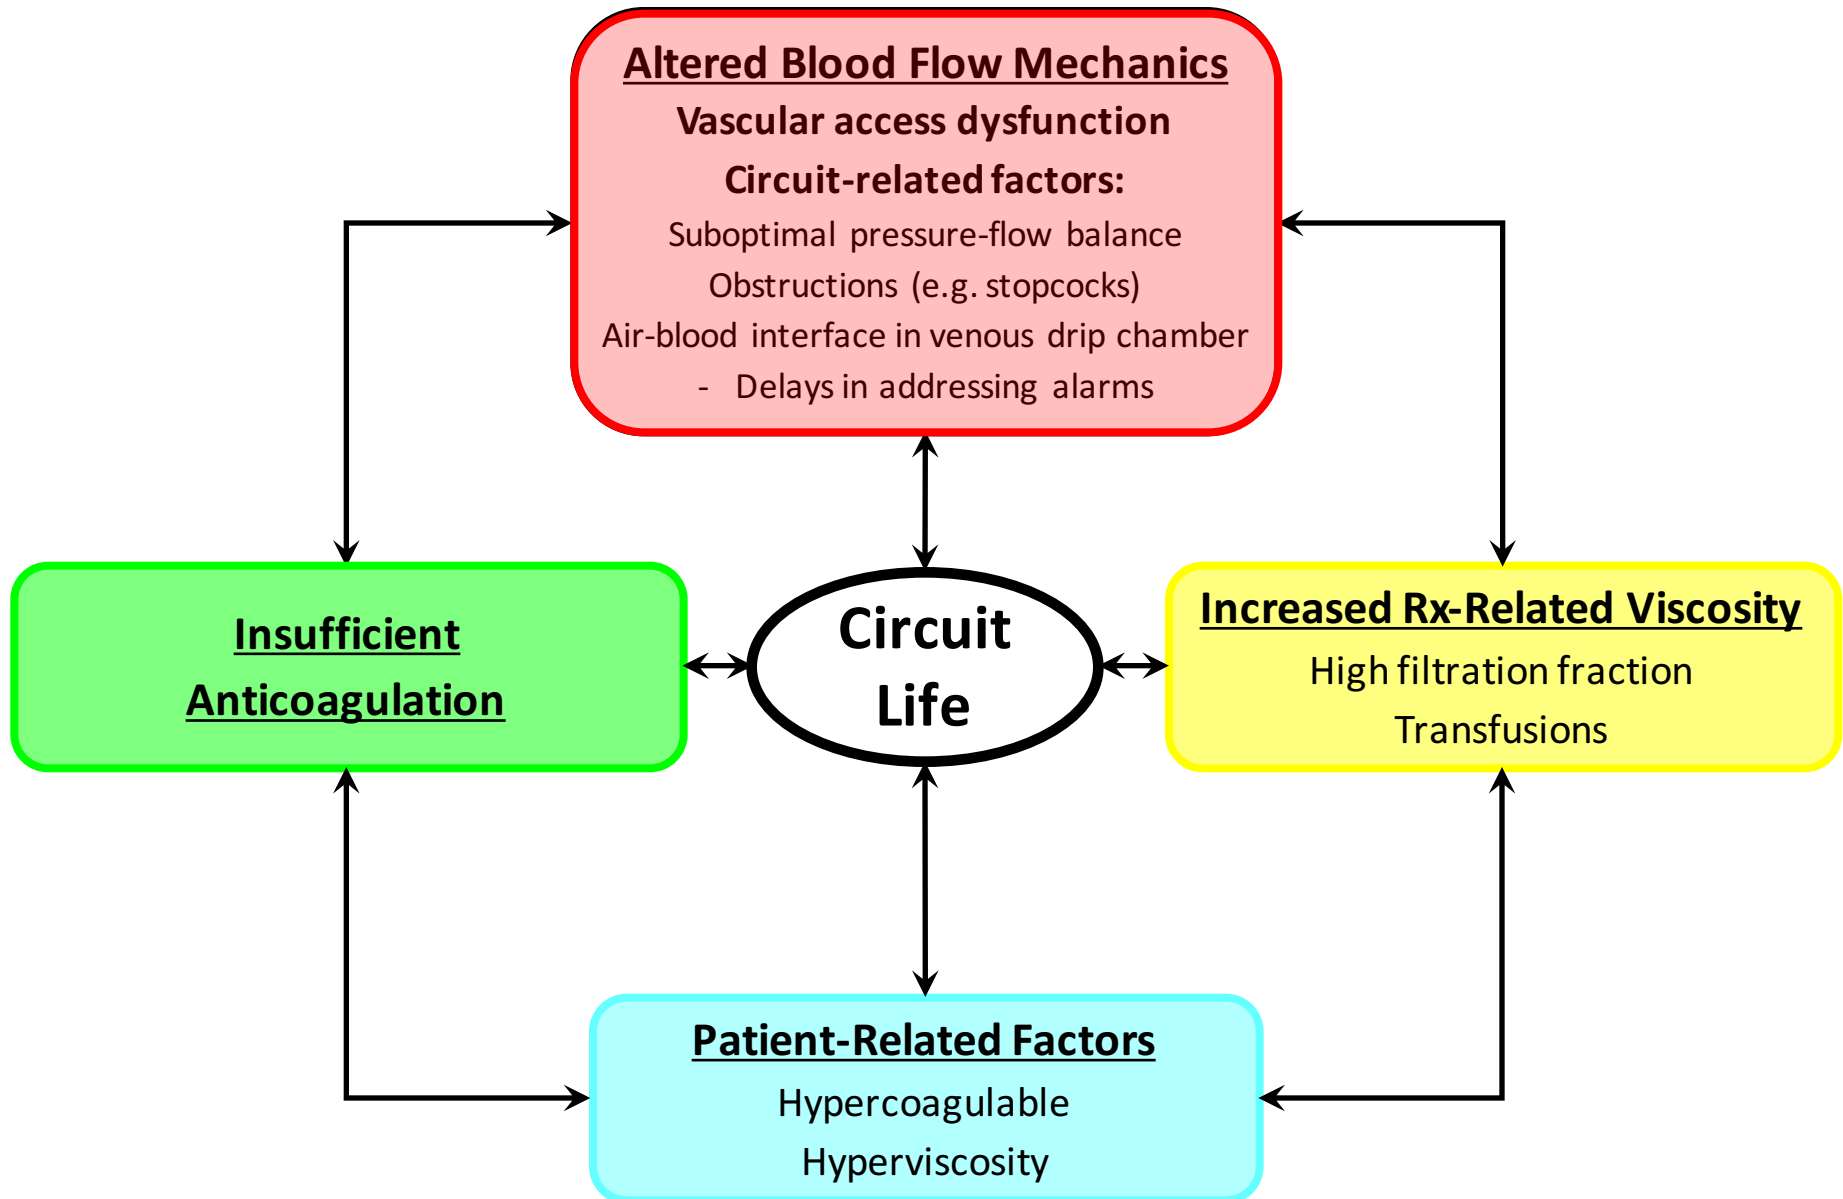 Altered Blood Flow Mechanics
Vascular access dysfunction
Circuit-related factors:
Suboptimal pressure-flow balance
Obstructions (e.g. stopcocks)
Air-blood interface in venous drip chamber
- Delays in addressing alarms
Insufficient
Anticoagulation
Circuit
Life
Increased Rx-Related Viscosity
High filtration fraction
Transfusions
Patient-Related Factors
Hypercoagulable
Hyperviscosity